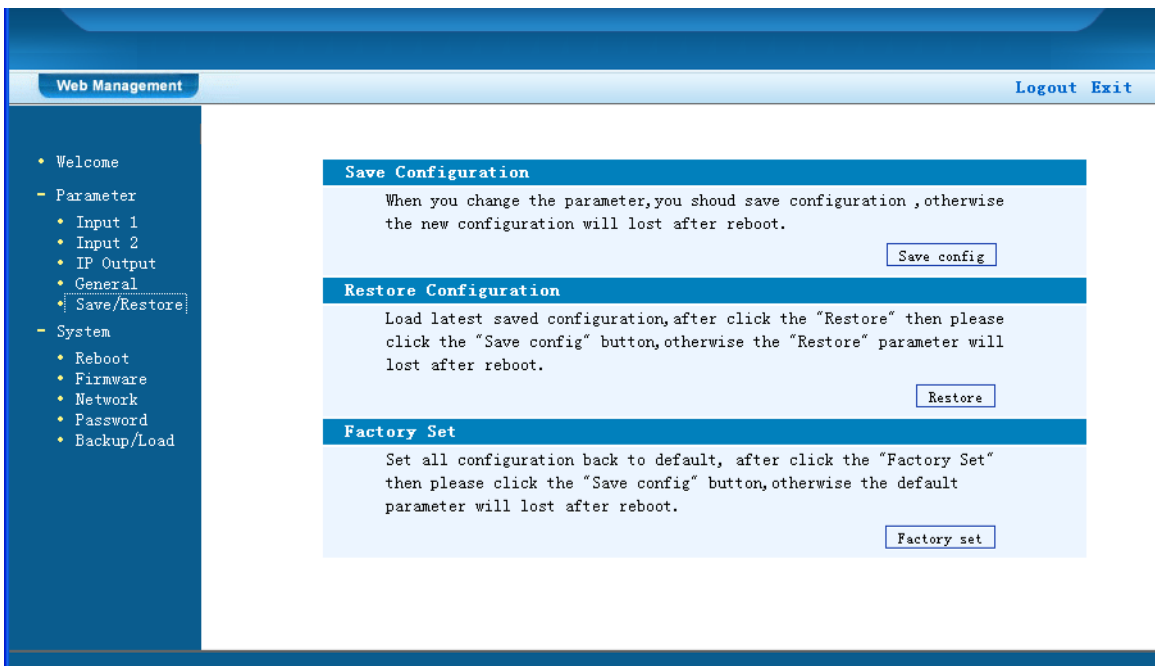 Web Management
Logout Exit
Welcome
Parameter
Input 1
Input 2
IP Output
General
Save/Restore
System
Reboot
Firmware
Network
Password
Backup/Load
Save Configuration
When you change the parameter,you shoud save configuration ,otherwise
the new configuration will lost after reboot.
Save config
Restore Configuration
Load latest saved configuration,after click the "Restore" then please
click the "Save config" button,otherwise the "Restore" parameter will
lost after reboot.
Restore
Factory Set
Set all configuration back to default, after click the "Factory Set"
then please click the "Save config" button,otherwise the default
parameter will lost after reboot.
Factory set